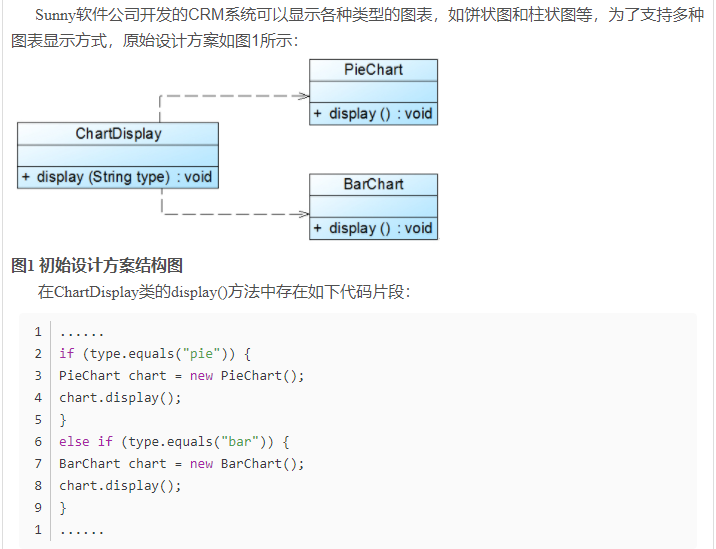 Sunny软件公司开发的CRM系统可以显示各种类型的图表，如饼状图和柱状图等，为了支持多种
图表显示方式，原始设计方案如图1所示：
PieChart
+ display () : void
ChartDisplay
+ display (String type) : void
BarChart
+ display () : void
图1 初始设计方案结构图
在ChartDisplay类的display()方法中存在如下代码片段：
1 ......
2 if (type.equals("pie")) {
3 PieChart chart = new PieChart();
4 chart.display();
5 }
6 else if (type.equals("bar")) {
7 BarChart chart = new BarChart();
8 chart.display();
9 }
1 ......